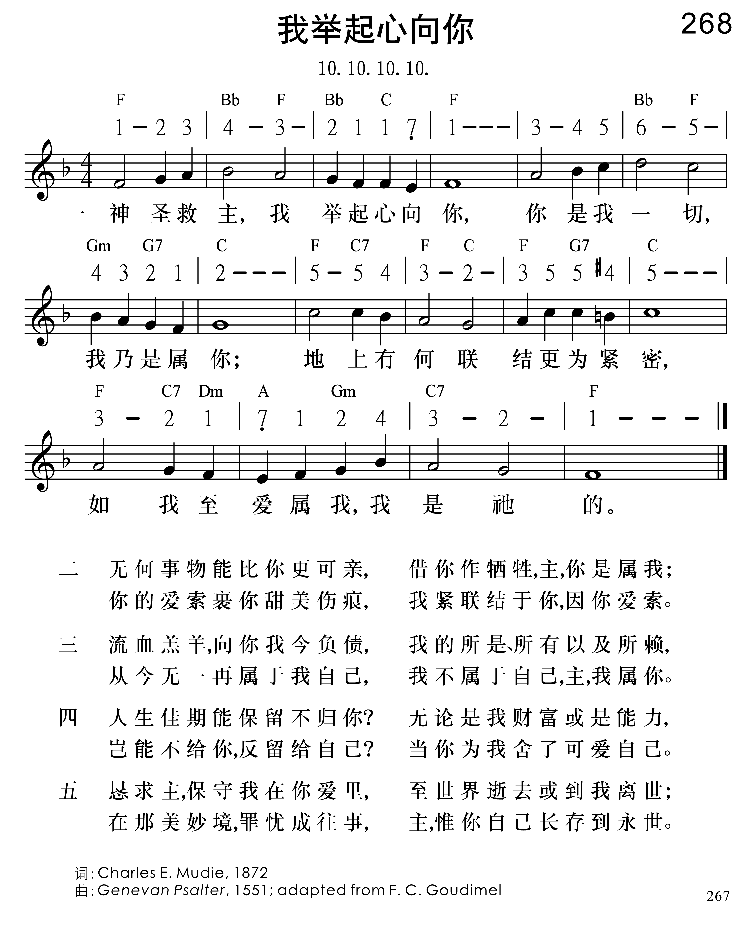 我举起心向你 268
10. 10. 10. 10.
F Bb F Bb C F Bb F
1 – 2 3 | 4 – 3 – | 2 1 1 7̣ | 1 – – – | 3 – 4 5 | 6 – 5 – |
一神圣救主，我举起心向你，你是我一切，
Gm G7 C F C7 F C F G7 C
4 3 2 1 | 2 – – – | 5 – 5 4 | 3 – 2 – | 3 5 5 #4 | 5 – – – |
我乃是属你；地上有何联结更为紧密，
F C7 Dm A Gm C7 F
3 – 2 1 | 7̣ 1 2 4 | 3 – 2 – | 1 – – – ||
如我至爱属我，我是祂的。
二 无何事物能比你更可亲， 借你作牺牲，主，你是属我；
你的爱索裹你甜美伤痕， 我紧联结于你，因你爱索。
三 流血羔羊，向你我今负债， 我的所是、所有以及所赖，
从今无一再属于我自己， 我不属于自己，主，我属你。
四 人生佳期能保留不归你？ 无论是我财富或是能力，
岂能不给你，反留给自己？ 当你为我舍了可爱自己。
五 恳求主，保守我在你爱里， 至世界逝去或到我离世；
在那美妙境，罪忧成往事， 主，惟你自己长存到永世。
词：Charles E. Mudie, 1872
曲：Genevan Psalter, 1551; adapted from F. C. Goudimel
267